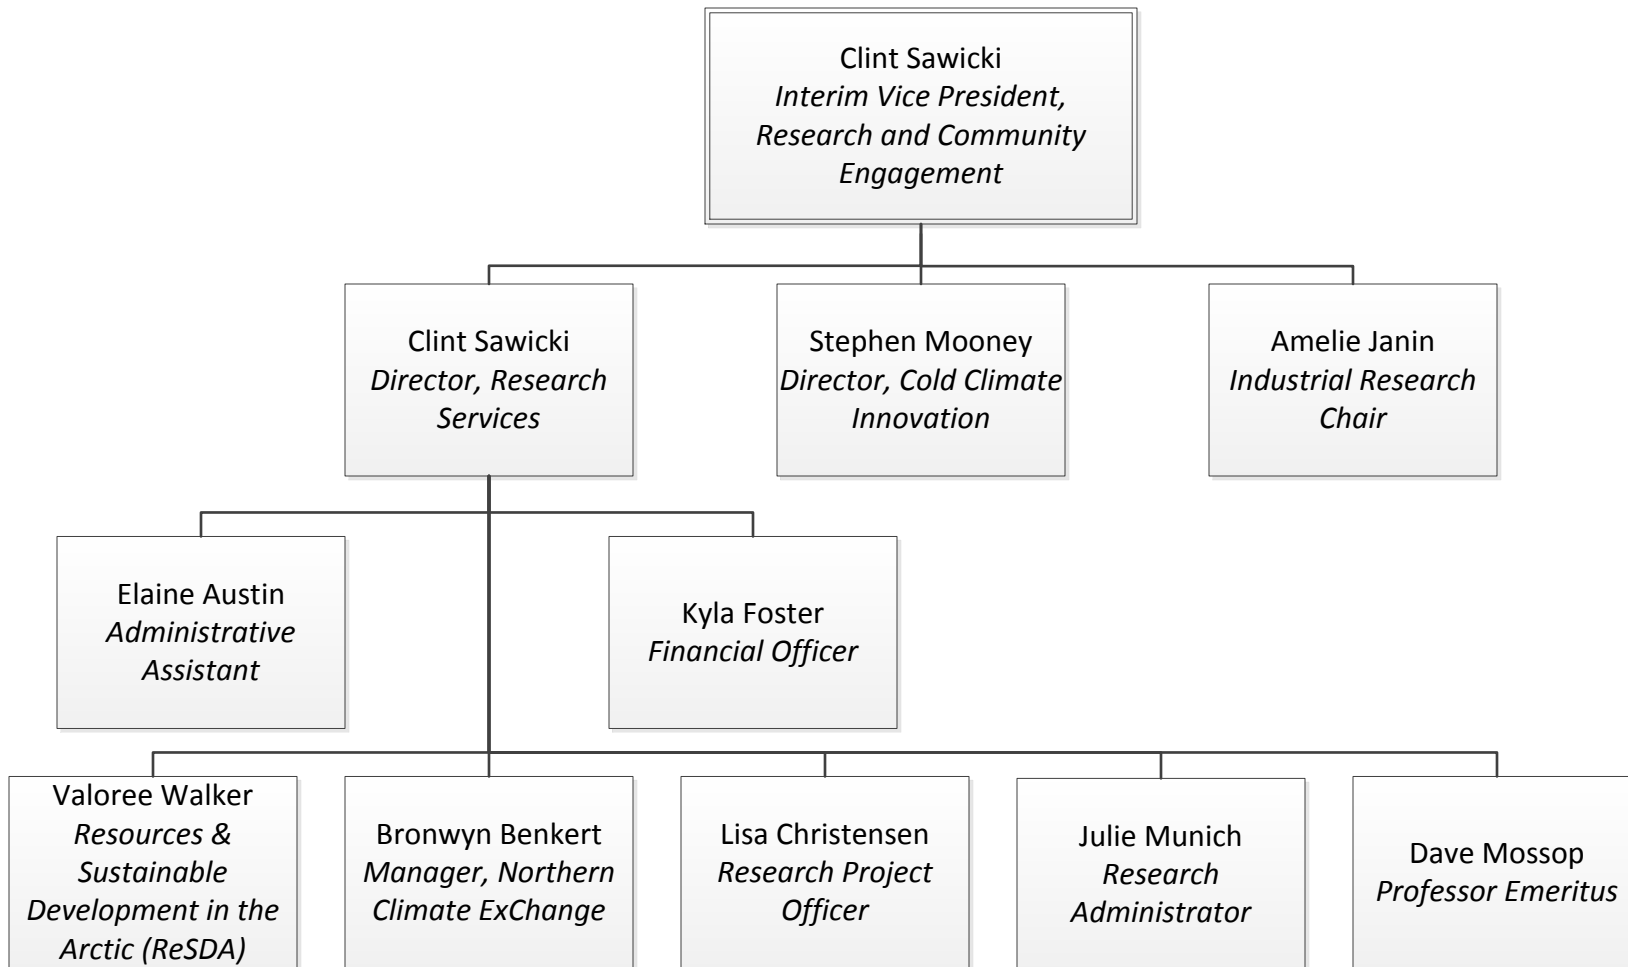 Clint Sawicki
Interim Vice President,
Research and Community
Engagement
Clint Sawicki
Director, Research
Services
Stephen Mooney
Director, Cold Climate
Innovation
Amelie Janin
Industrial Research
Chair
Elaine Austin
Administrative
Assistant
Kyla Foster
Financial Officer
Valoree Walker
Resources &
Sustainable
Development in the
Arctic (ReSDA)
Bronwyn Benkert
Manager, Northern
Climate ExChange
Lisa Christensen
Research Project
Officer
Julie Munich
Research
Administrator
Dave Mossop
Professor Emeritus